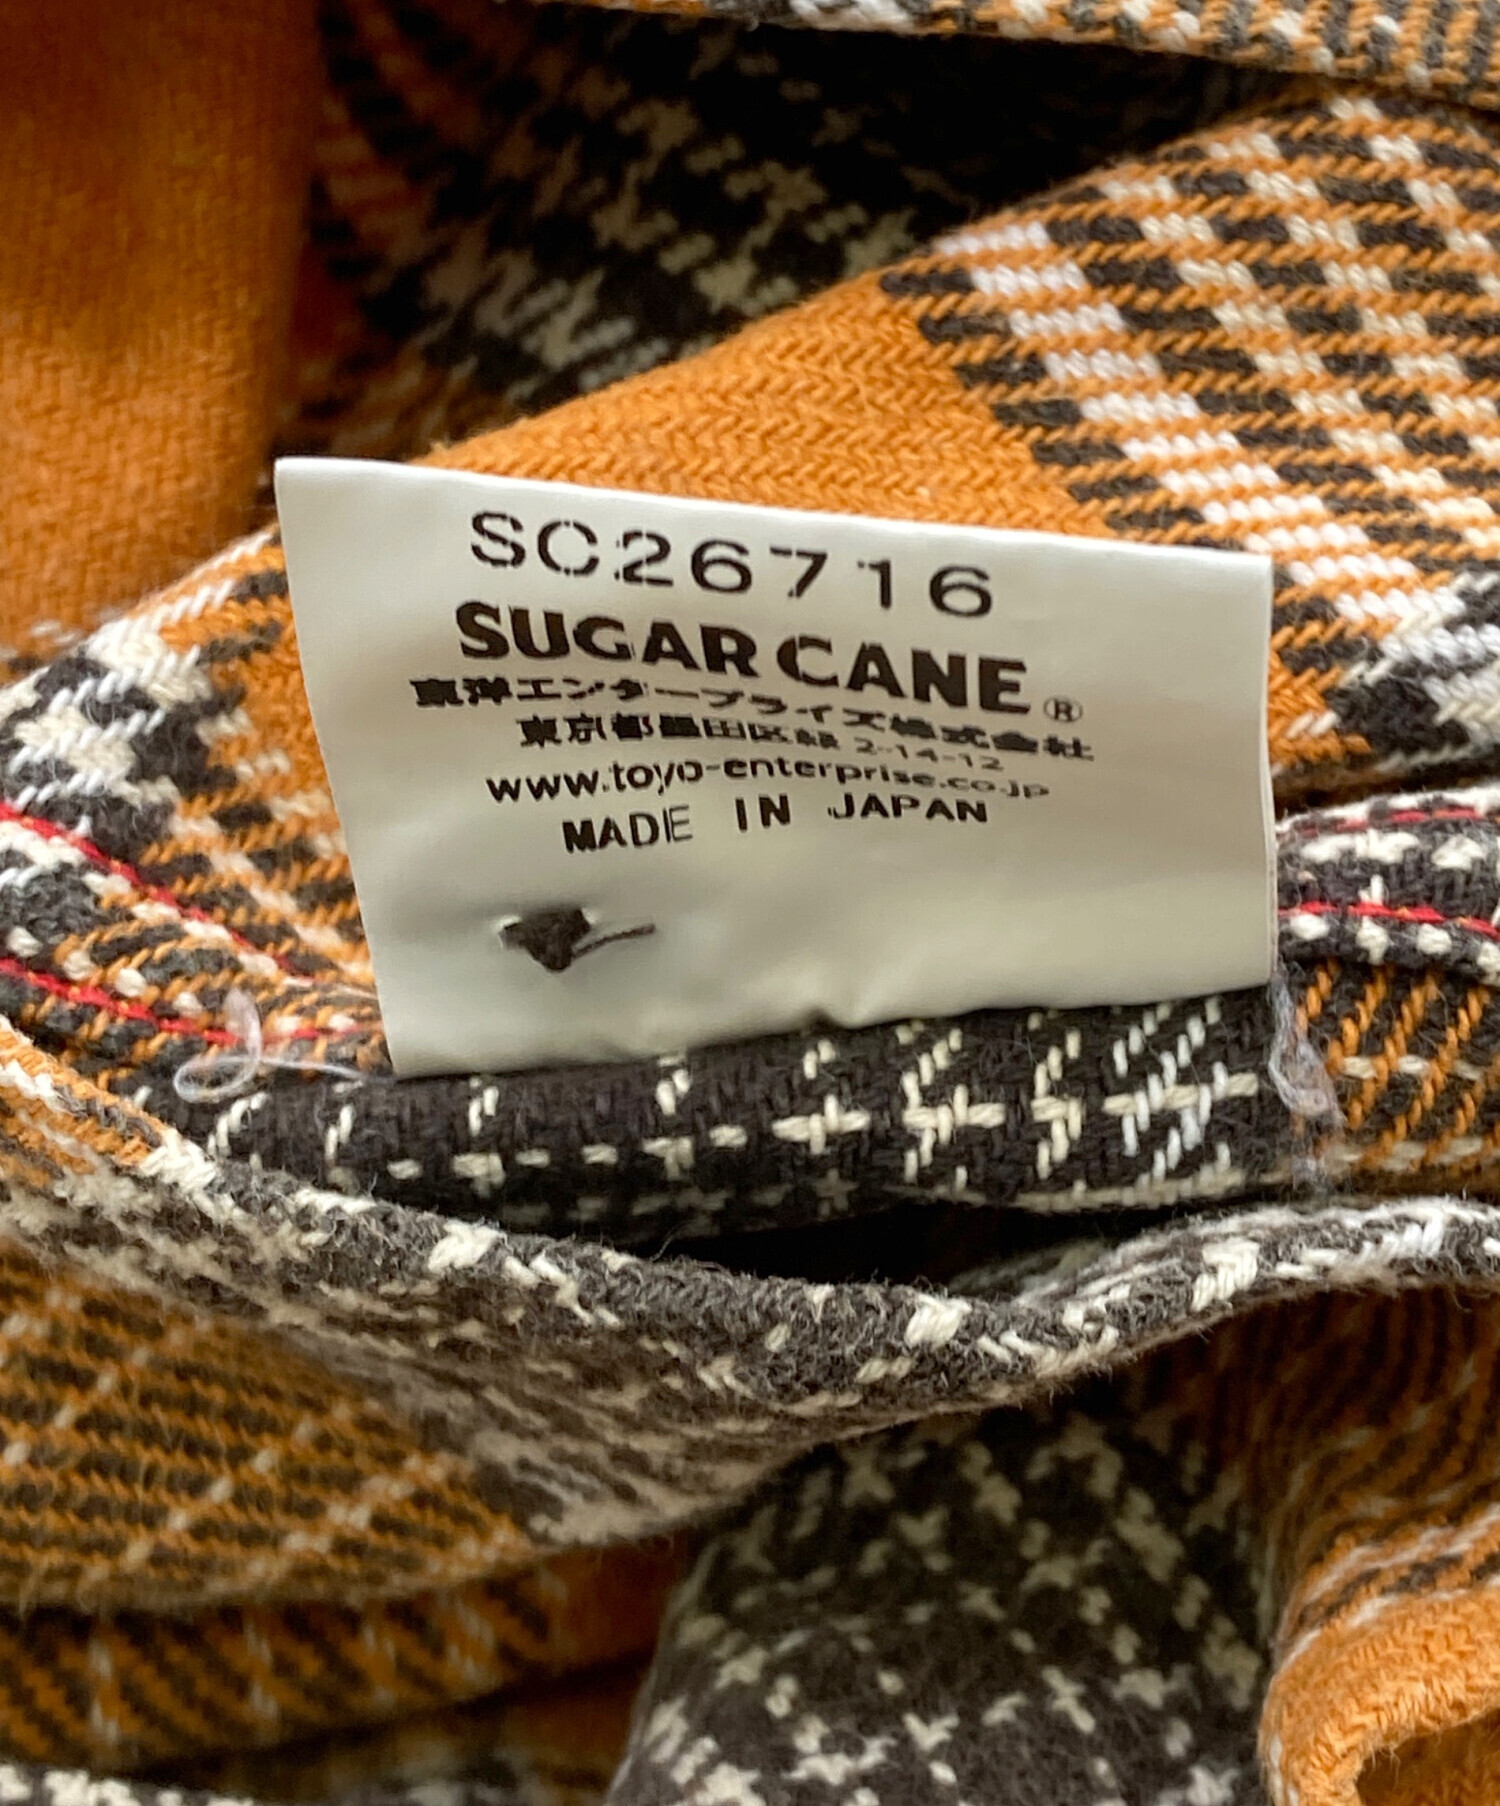 SC26716
SUGAR CANE®
東洋エンタープライズ株式会社
東京都墨田区緑 2-14-12
www.toyo-enterprise.co.jp
MADE IN JAPAN